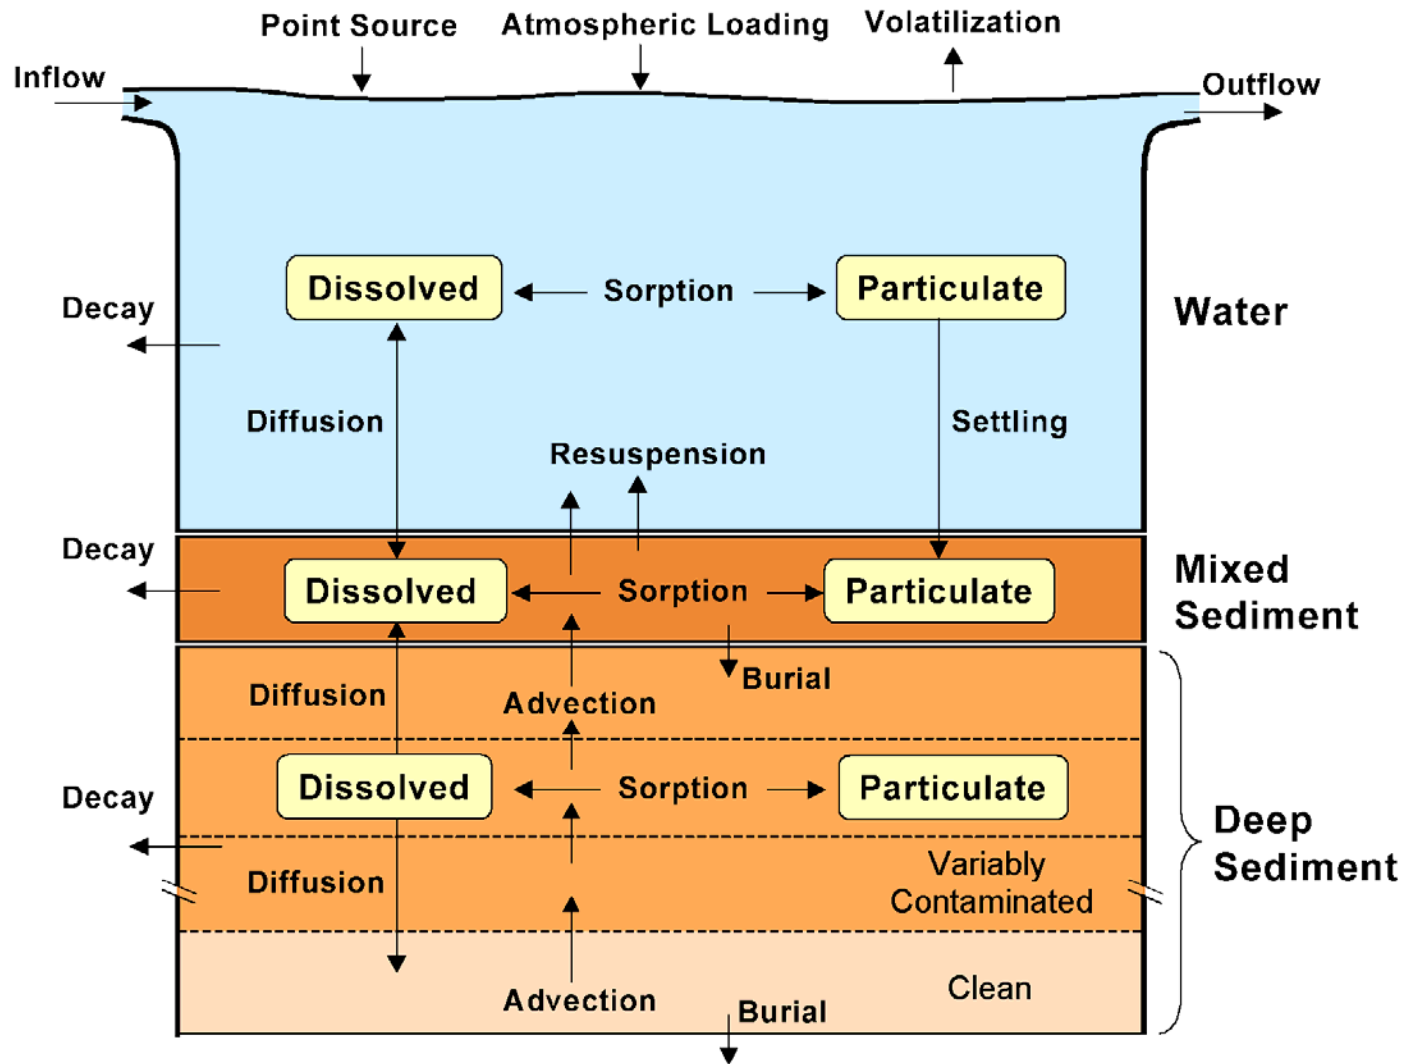 Point Source
Atmospheric Loading
Volatilization
Inflow
Outflow
Dissolved
Sorption
Particulate
Decay
Water
Diffusion
Settling
Resuspension
Decay
Dissolved
Sorption
Particulate
Mixed
Sediment
Burial
Diffusion
Advection
Dissolved
Sorption
Particulate
Decay
Deep
Sediment
Variably
Contaminated
Diffusion
Clean
Advection
Burial